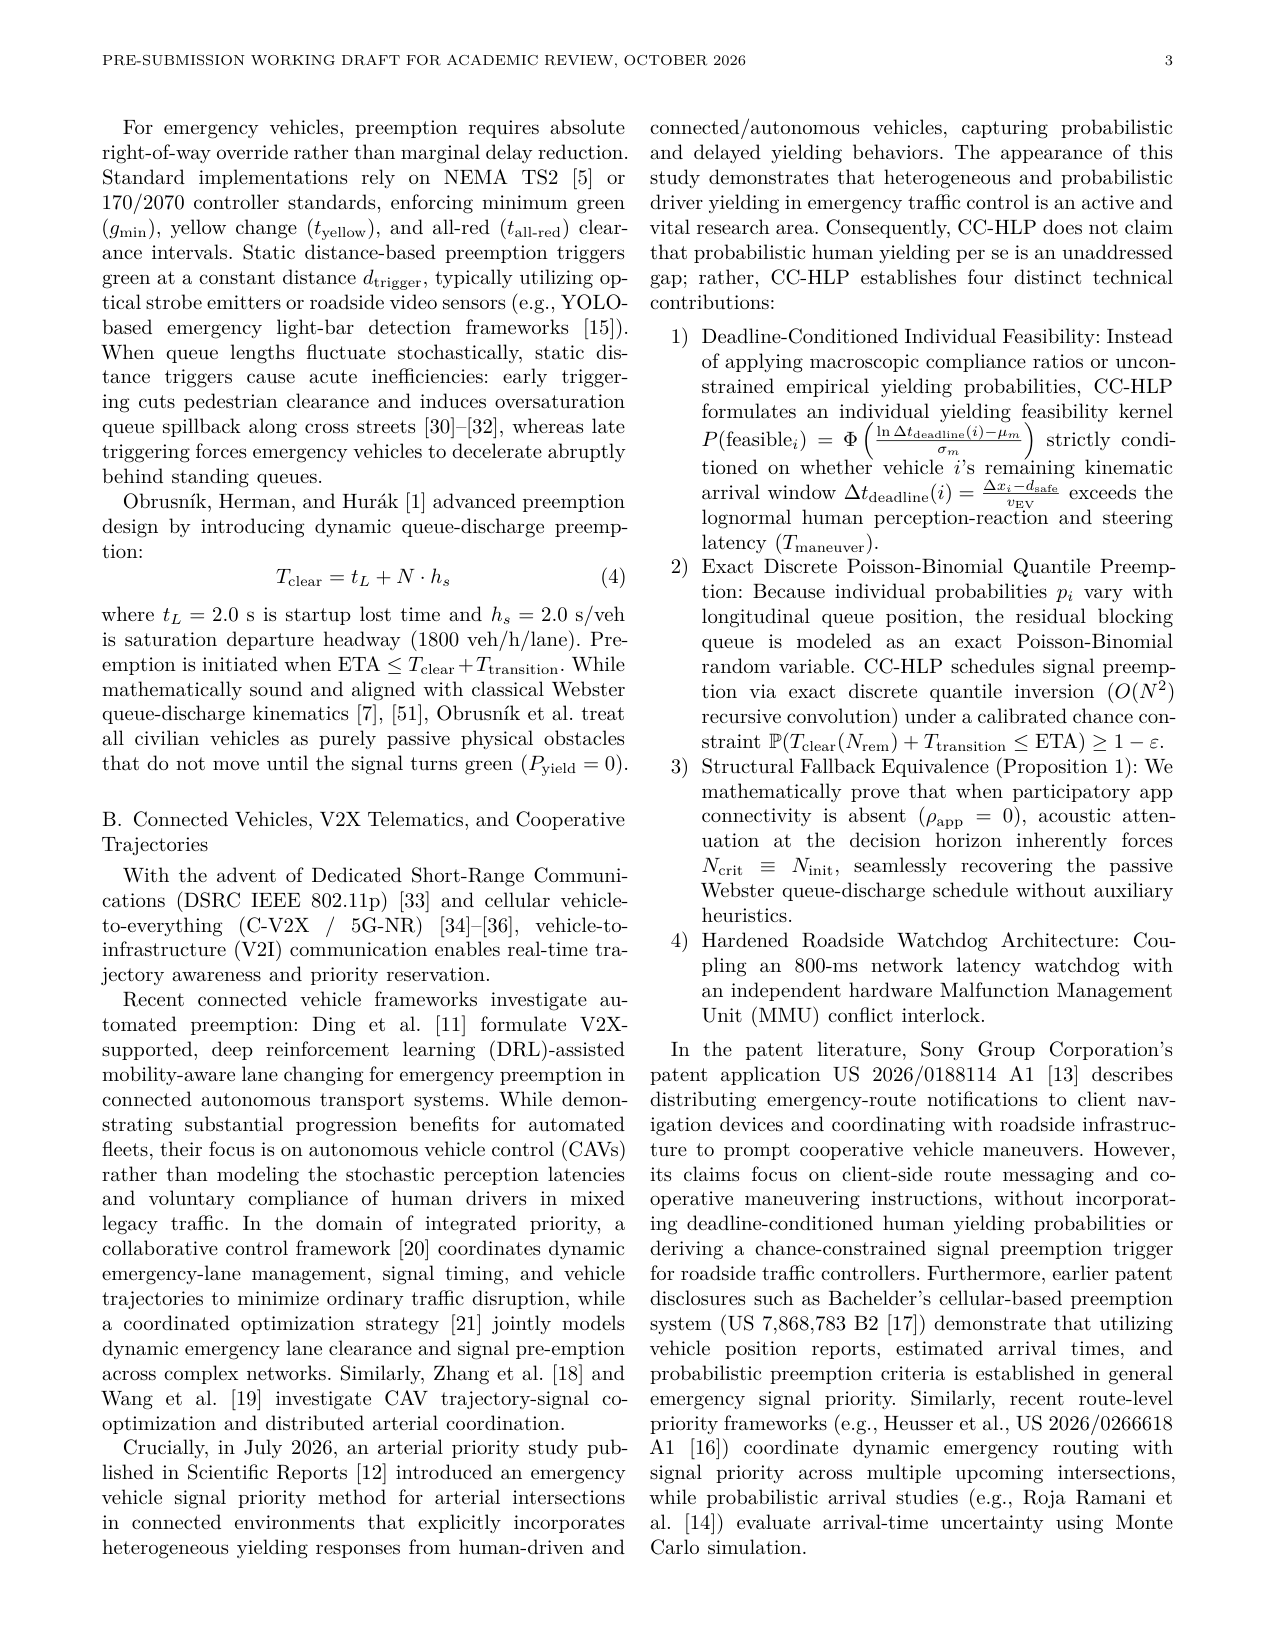 PRE-SUBMISSION WORKING DRAFT FOR ACADEMIC REVIEW, OCTOBER 2026 3
For emergency vehicles, preemption requires absolute
right-of-way override rather than marginal delay reduction.
Standard implementations rely on NEMA TS2 [5] or
170/2070 controller standards, enforcing minimum green
(g_min), yellow change (t_yellow), and all-red (t_all-red) clear-
ance intervals. Static distance-based preemption triggers
green at a constant distance d_trigger, typically utilizing op-
tical strobe emitters or roadside video sensors (e.g., YOLO-
based emergency light-bar detection frameworks [15]).
When queue lengths fluctuate stochastically, static dis-
tance triggers cause acute inefficiencies: early trigger-
ing cuts pedestrian clearance and induces oversaturation
queue spillback along cross streets [30]–[32], whereas late
triggering forces emergency vehicles to decelerate abruptly
behind standing queues.
Obrusník, Herman, and Hurák [1] advanced preemption
design by introducing dynamic queue-discharge preemp-
tion:
T_clear = t_L + N · h_s (4)
where t_L = 2.0 s is startup lost time and h_s = 2.0 s/veh
is saturation departure headway (1800 veh/h/lane). Pre-
emption is initiated when ETA ≤ T_clear + T_transition. While
mathematically sound and aligned with classical Webster
queue-discharge kinematics [7], [51], Obrusník et al. treat
all civilian vehicles as purely passive physical obstacles
that do not move until the signal turns green (P_yield = 0).
B. Connected Vehicles, V2X Telematics, and Cooperative
Trajectories
With the advent of Dedicated Short-Range Communi-
cations (DSRC IEEE 802.11p) [33] and cellular vehicle-
to-everything (C-V2X / 5G-NR) [34]–[36], vehicle-to-
infrastructure (V2I) communication enables real-time tra-
jectory awareness and priority reservation.
Recent connected vehicle frameworks investigate au-
tomated preemption: Ding et al. [11] formulate V2X-
supported, deep reinforcement learning (DRL)-assisted
mobility-aware lane changing for emergency preemption in
connected autonomous transport systems. While demon-
strating substantial progression benefits for automated
fleets, their focus is on autonomous vehicle control (CAVs)
rather than modeling the stochastic perception latencies
and voluntary compliance of human drivers in mixed
legacy traffic. In the domain of integrated priority, a
collaborative control framework [20] coordinates dynamic
emergency-lane management, signal timing, and vehicle
trajectories to minimize ordinary traffic disruption, while
a coordinated optimization strategy [21] jointly models
dynamic emergency lane clearance and signal pre-emption
across complex networks. Similarly, Zhang et al. [18] and
Wang et al. [19] investigate CAV trajectory-signal co-
optimization and distributed arterial coordination.
Crucially, in July 2026, an arterial priority study pub-
lished in Scientific Reports [12] introduced an emergency
vehicle signal priority method for arterial intersections
in connected environments that explicitly incorporates
heterogeneous yielding responses from human-driven and
connected/autonomous vehicles, capturing probabilistic
and delayed yielding behaviors. The appearance of this
study demonstrates that heterogeneous and probabilistic
driver yielding in emergency traffic control is an active and
vital research area. Consequently, CC-HLP does not claim
that probabilistic human yielding per se is an unaddressed
gap; rather, CC-HLP establishes four distinct technical
contributions:
1) Deadline-Conditioned Individual Feasibility: Instead
of applying macroscopic compliance ratios or uncon-
strained empirical yielding probabilities, CC-HLP
formulates an individual yielding feasibility kernel
P(feasible_i) = Φ((ln Δt_deadline(i)−μ_m)/σ_m) strictly condi-
tioned on whether vehicle i's remaining kinematic
arrival window Δt_deadline(i) = (Δx_i−d_safe)/v_EV exceeds the
lognormal human perception-reaction and steering
latency (T_maneuver).
2) Exact Discrete Poisson-Binomial Quantile Preemp-
tion: Because individual probabilities p_i vary with
longitudinal queue position, the residual blocking
queue is modeled as an exact Poisson-Binomial
random variable. CC-HLP schedules signal preemp-
tion via exact discrete quantile inversion (O(N²)
recursive convolution) under a calibrated chance con-
straint ℙ(T_clear(N_rem) + T_transition ≤ ETA) ≥ 1 − ε.
3) Structural Fallback Equivalence (Proposition 1): We
mathematically prove that when participatory app
connectivity is absent (ρ_app = 0), acoustic atten-
uation at the decision horizon inherently forces
N_crit ≡ N_init, seamlessly recovering the passive
Webster queue-discharge schedule without auxiliary
heuristics.
4) Hardened Roadside Watchdog Architecture: Cou-
pling an 800-ms network latency watchdog with
an independent hardware Malfunction Management
Unit (MMU) conflict interlock.
In the patent literature, Sony Group Corporation's
patent application US 2026/0188114 A1 [13] describes
distributing emergency-route notifications to client nav-
igation devices and coordinating with roadside infrastruc-
ture to prompt cooperative vehicle maneuvers. However,
its claims focus on client-side route messaging and co-
operative maneuvering instructions, without incorporat-
ing deadline-conditioned human yielding probabilities or
deriving a chance-constrained signal preemption trigger
for roadside traffic controllers. Furthermore, earlier patent
disclosures such as Bachelder's cellular-based preemption
system (US 7,868,783 B2 [17]) demonstrate that utilizing
vehicle position reports, estimated arrival times, and
probabilistic preemption criteria is established in general
emergency signal priority. Similarly, recent route-level
priority frameworks (e.g., Heusser et al., US 2026/0266618
A1 [16]) coordinate dynamic emergency routing with
signal priority across multiple upcoming intersections,
while probabilistic arrival studies (e.g., Roja Ramani et
al. [14]) evaluate arrival-time uncertainty using Monte
Carlo simulation.